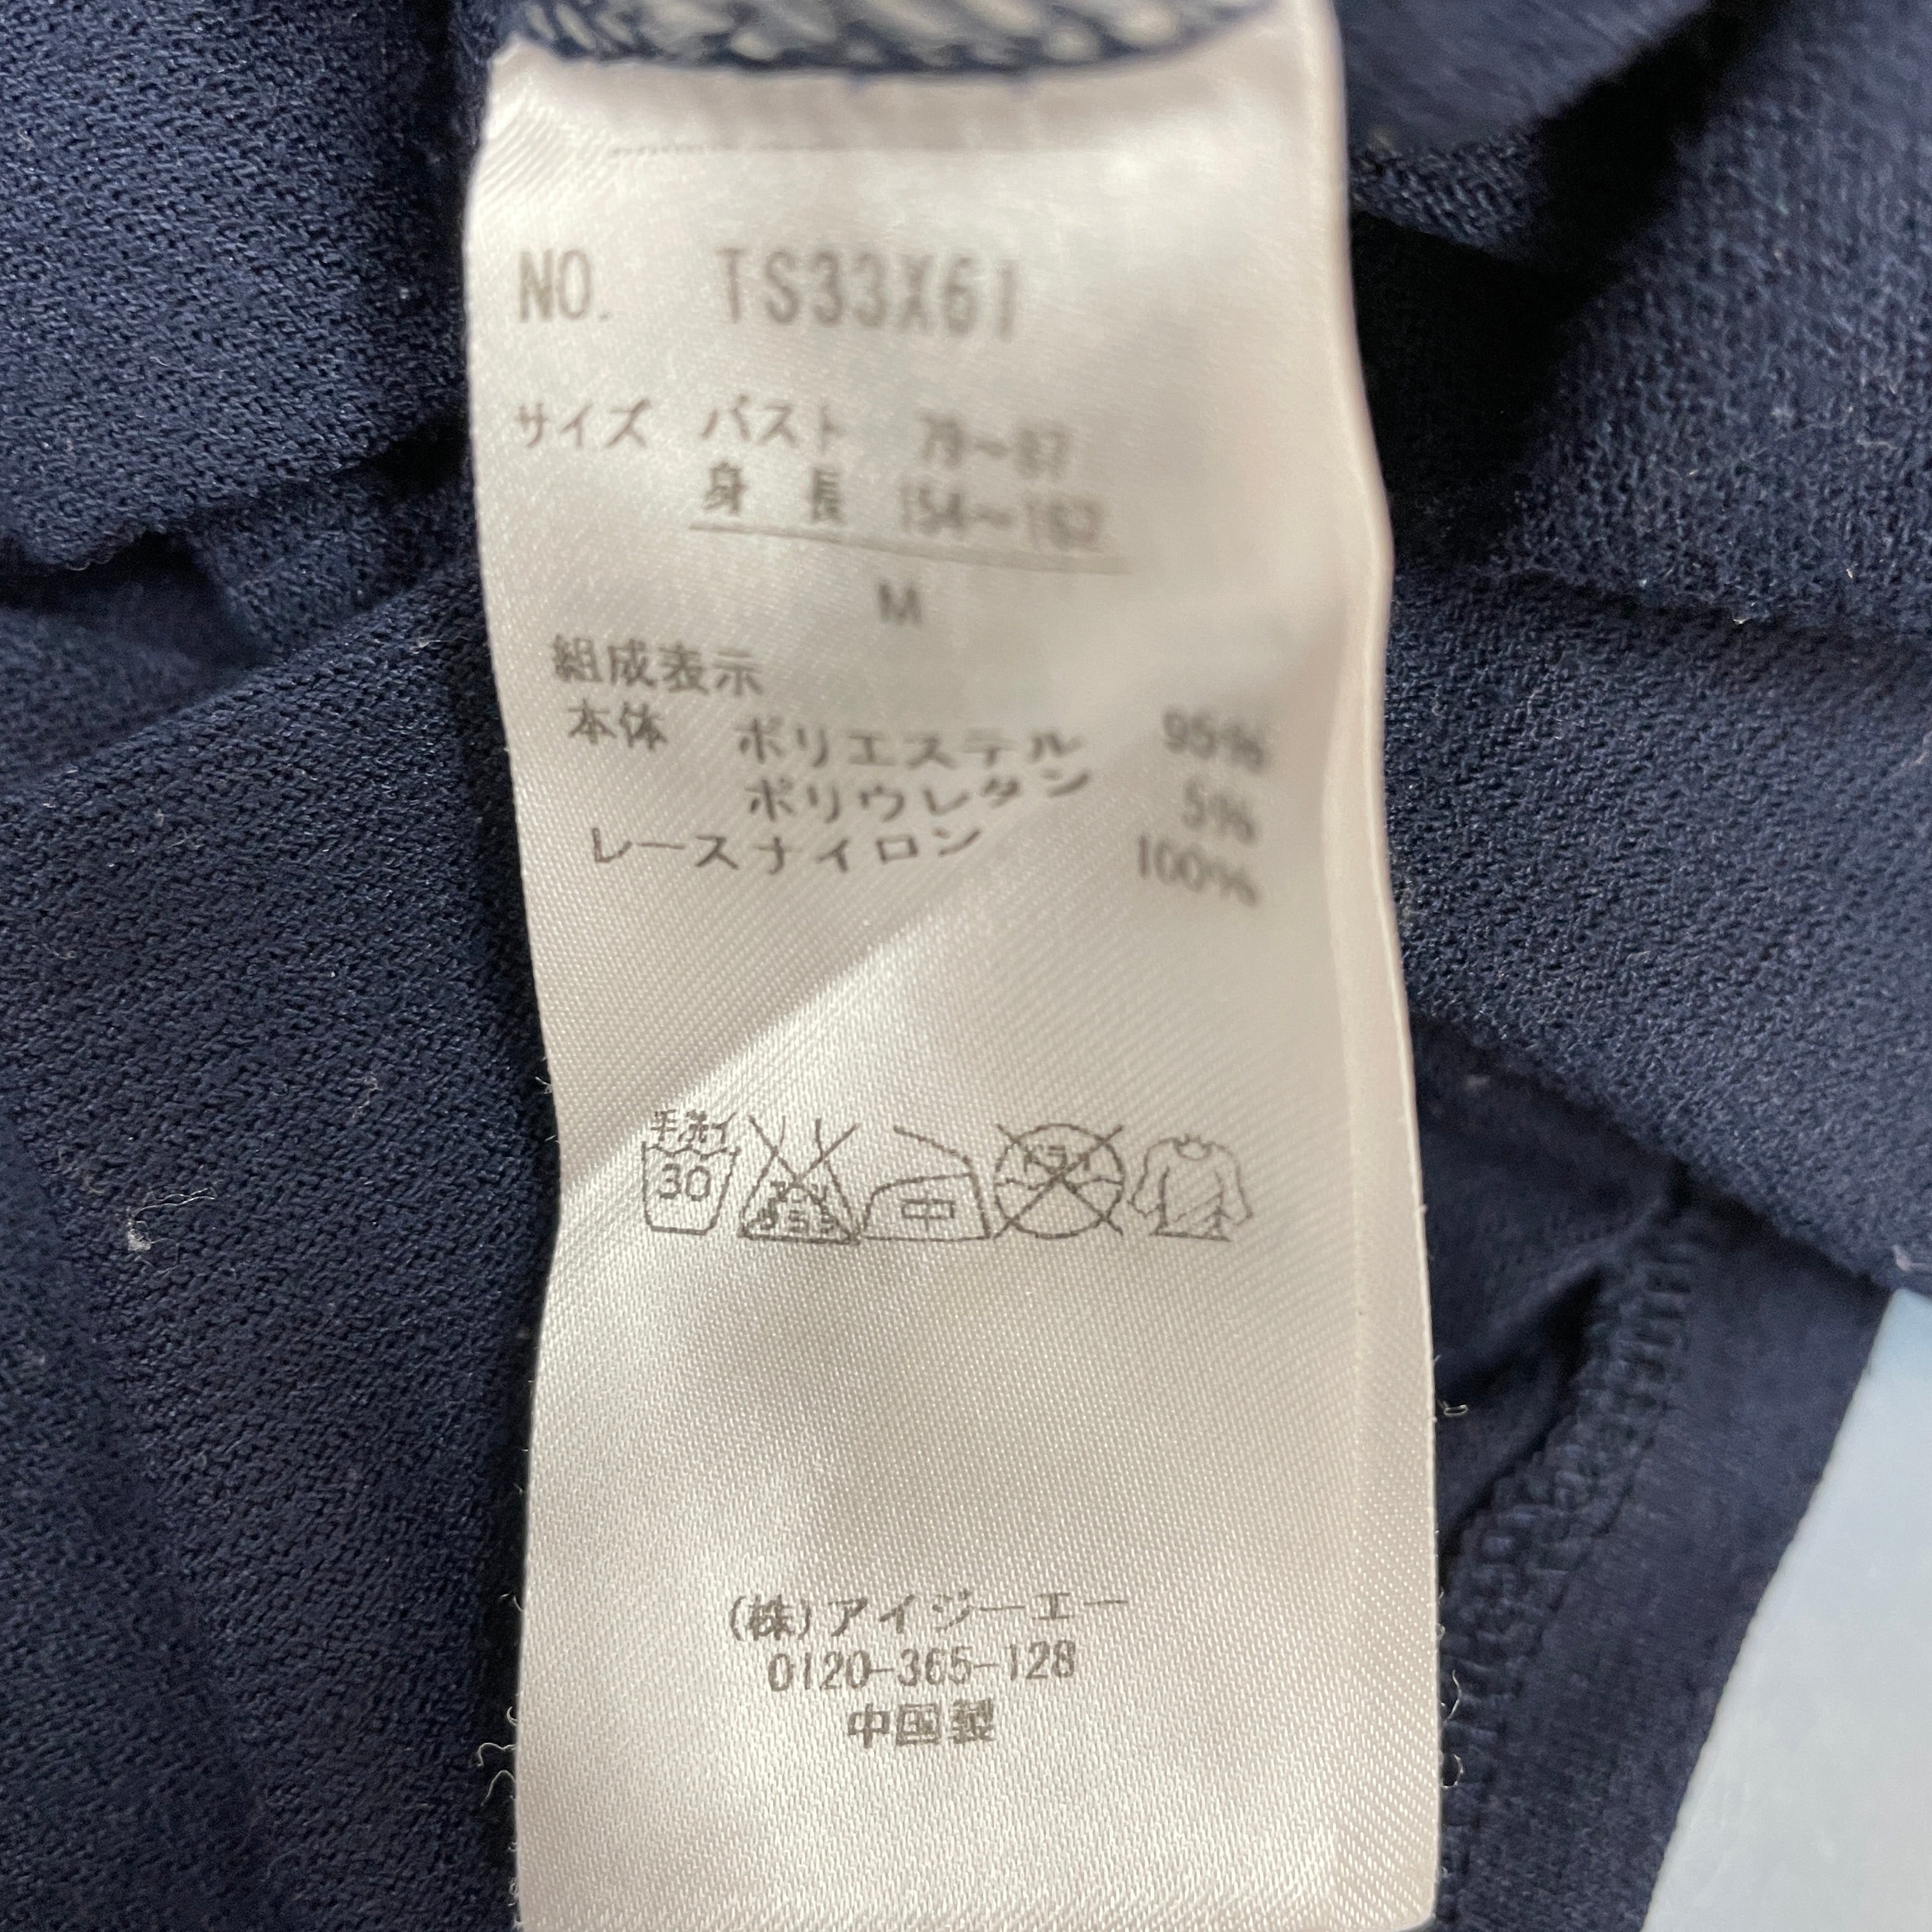 NO. TS33X61
サイズ バスト 79～87
身長 154～162
M
組成表示
本体 ポリエステル 95%
ポリウレタン 5%
レースナイロン 100%
手洗イ
30 中
(株)アイジーエー
0120-365-128
中国製